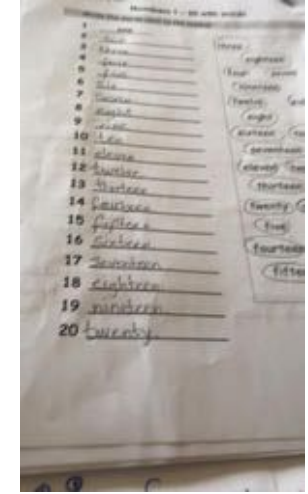 Numbers 1 - 20 with words
1 one
2 two
3 three
4 four
5 five
6 six
7 seven
8 eight
9 nine
10 ten
11 eleven
12 twelve
13 thirteen
14 fourteen
15 fifteen
16 sixteen
17 Seventeen
18 eighteen
19 nineteen
20 twenty
three
eighteen
four seven
nineteen
twelve
eight
sixteen
seventeen
eleven
thirteen
twenty
five
fourteen